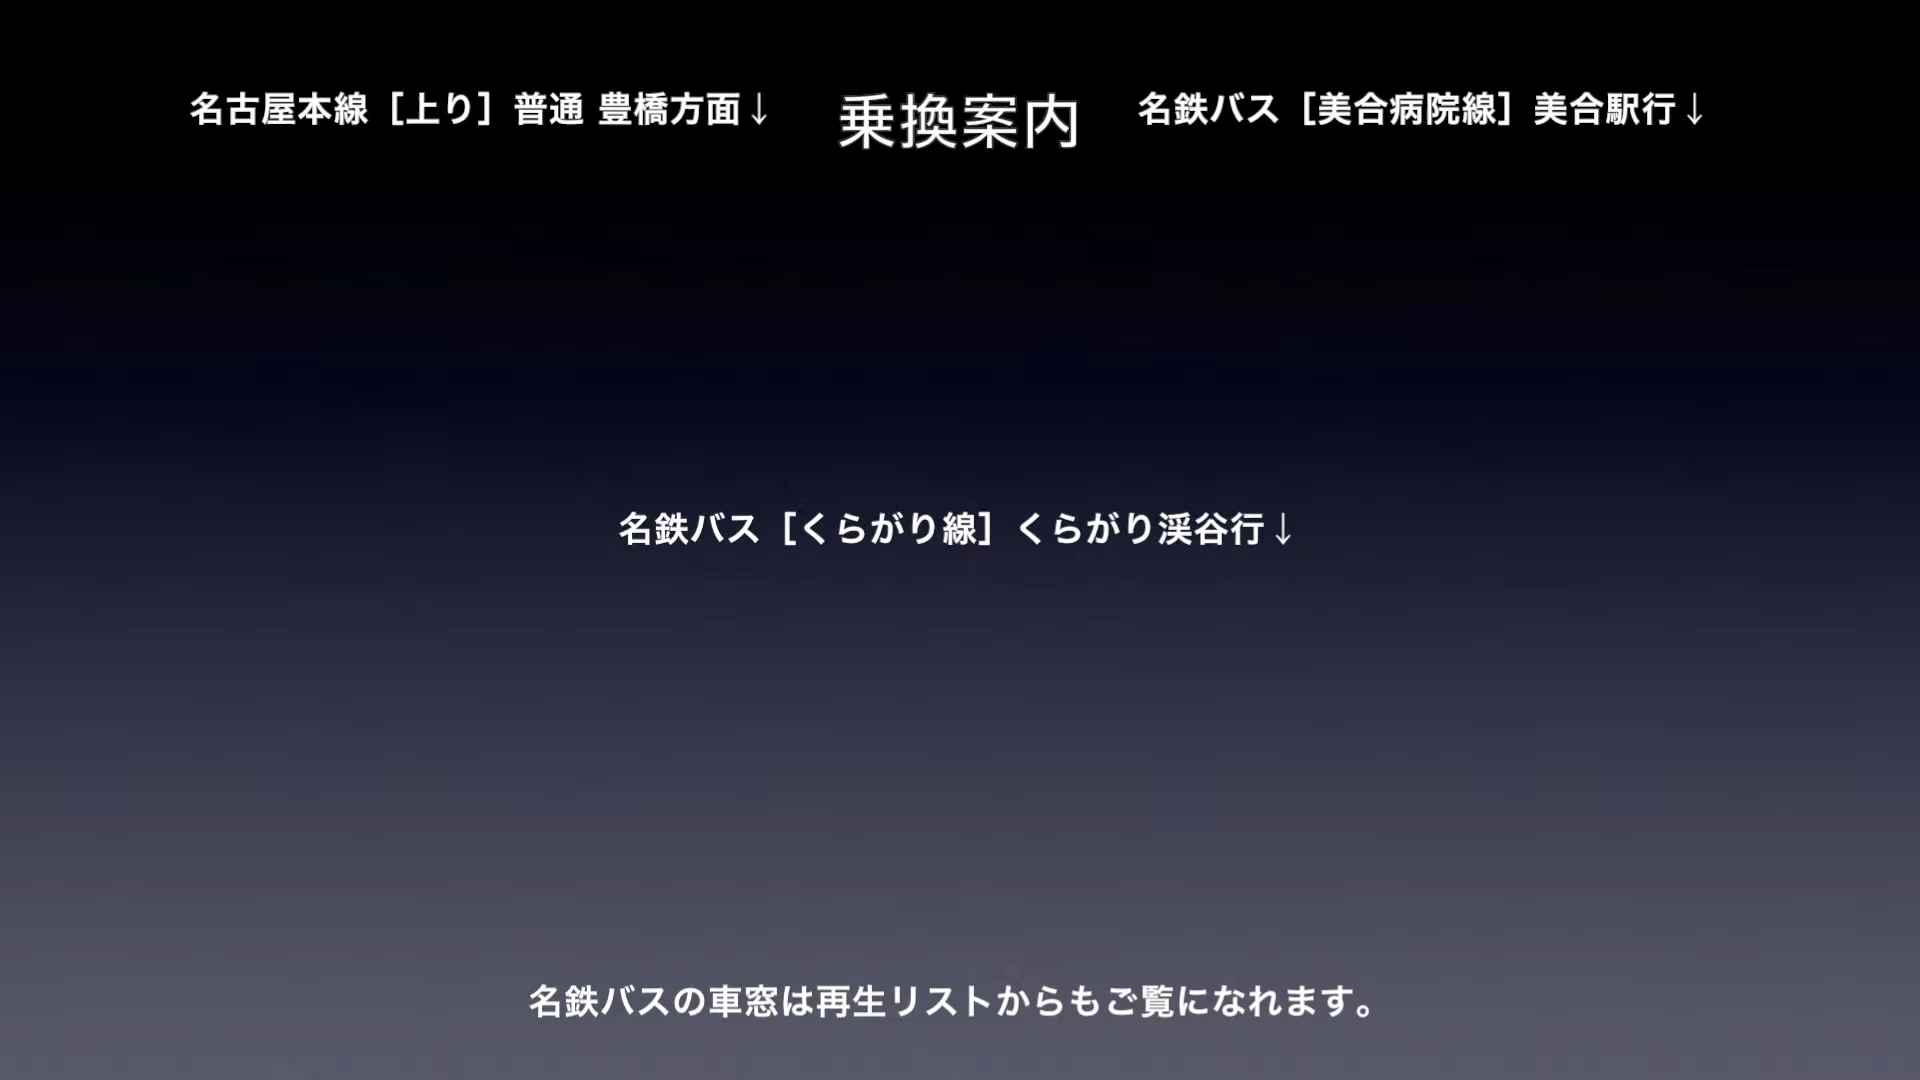 名古屋本線［上り］普通 豊橋方面↓
乗換案内
名鉄バス［美合病院線］美合駅行↓
名鉄バス［くらがり線］くらがり渓谷行↓
名鉄バスの車窓は再生リストからもご覧になれます。